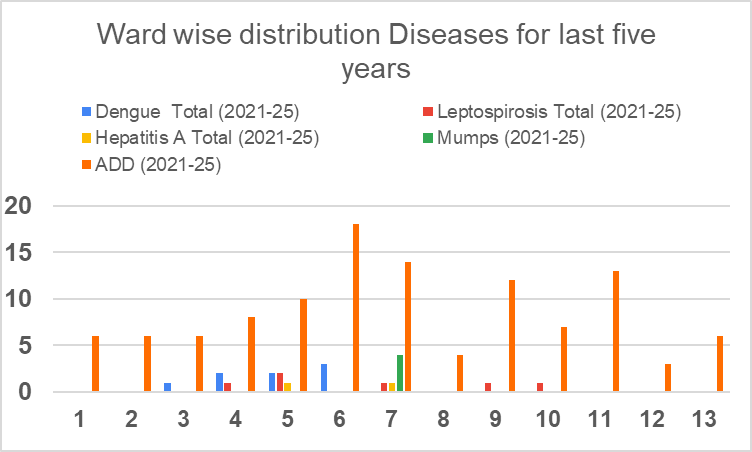 Ward wise distribution Diseases for last five
years
Dengue  Total (2021-25)
Leptospirosis Total (2021-25)
Hepatitis A Total (2021-25)
Mumps (2021-25)
ADD (2021-25)
20
15
10
5
0
1 2 3 4 5 6 7 8 9 10 11 12 13